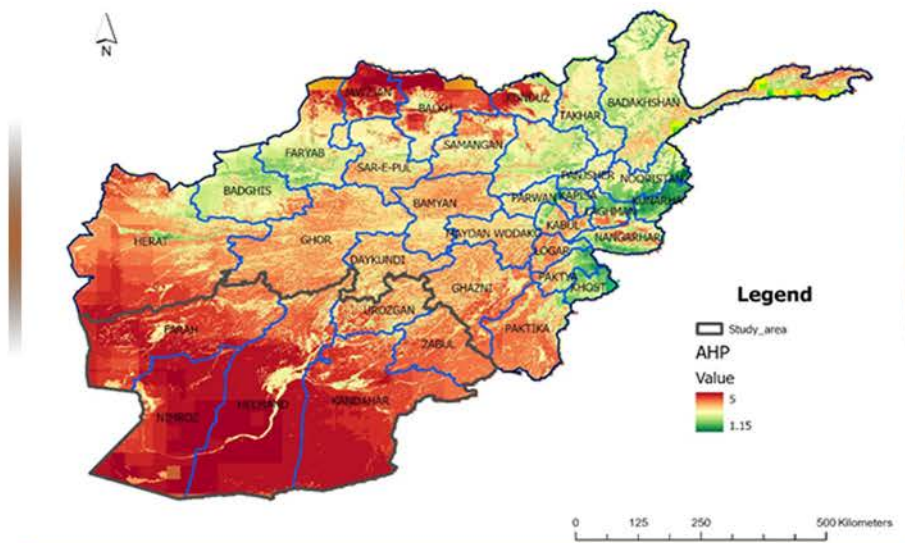 N
JAWZJAN
BALKH
KUNDUZ
TAKHAR
BADAKHSHAN
FARYAB
SAR-E-PUL
SAMANGAN
BADGHIS
BAMYAN
PARWAN
KAPISA
PANJSHER
NOORISTAN
KUNARHA
LAGHMAN
HERAT
GHOR
MAYDAN WODAKG
KABUL
NANGARHAR
DAYKUNDI
LOGAR
PAKTYA
KHOST
GHAZNI
UROZGAN
PAKTIKA
FARAH
ZABUL
NIMROZ
HELMAND
KANDAHAR
Legend
Study_area
AHP
Value
5
1.15
0 125 250 500 Kilometers